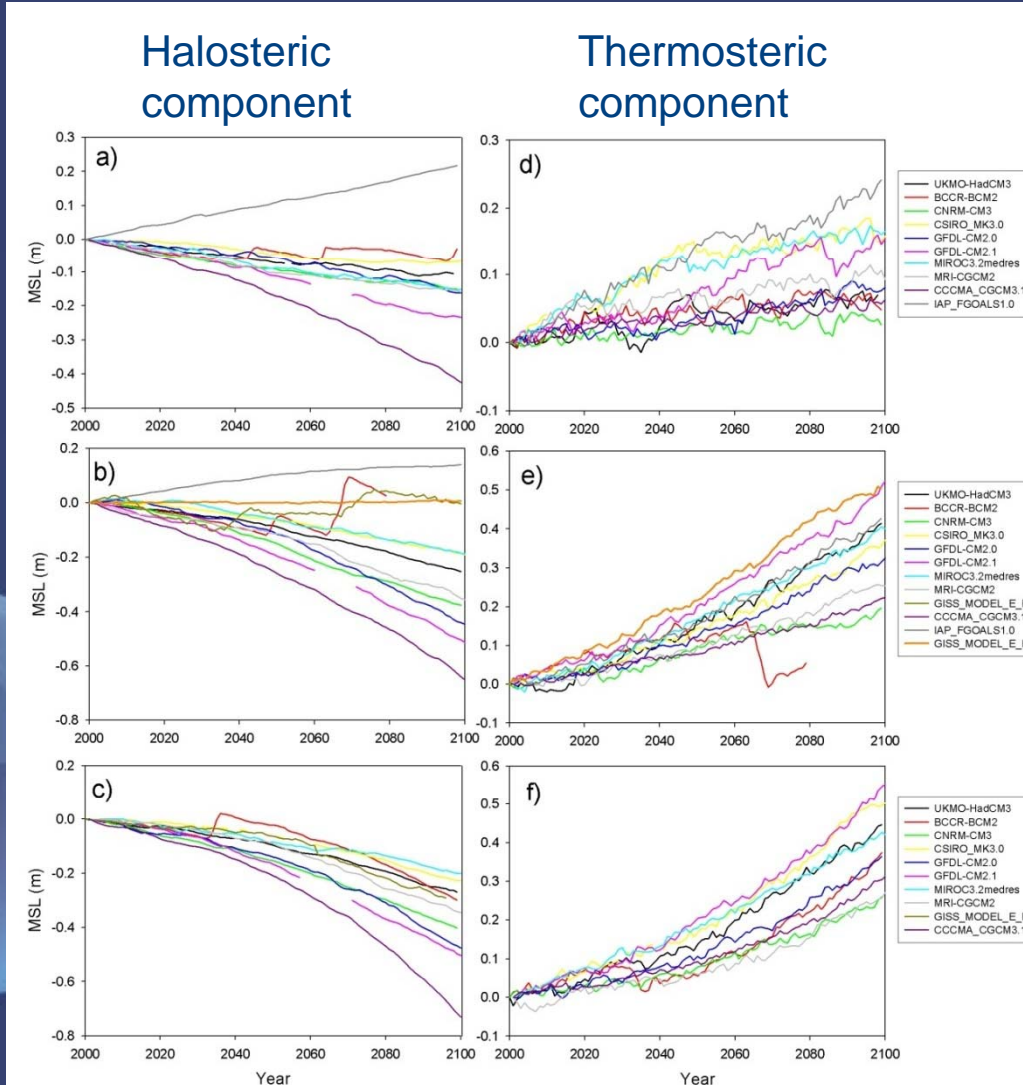 Halosteric
component
Thermosteric
component
a)
MSL (m)
0.3
0.2
0.1
0.0
-0.1
-0.2
-0.3
-0.4
-0.5
2000 2020 2040 2060 2080 2100
d)
0.3
0.2
0.1
0.0
-0.1
2000 2020 2040 2060 2080 2100
UKMO-HadCM3
BCCR-BCM2
CNRM-CM3
CSIRO_MK3.0
GFDL-CM2.0
GFDL-CM2.1
MIROC3.2medres
MRI-CGCM2
CCCMA_CGCM3.1
IAP_FGOALS1.0
b)
MSL (m)
0.2
0.0
-0.2
-0.4
-0.6
-0.8
2000 2020 2040 2060 2080 2100
e)
0.6
0.5
0.4
0.3
0.2
0.1
0.0
-0.1
2000 2020 2040 2060 2080 2100
UKMO-HadCM3
BCCR-BCM2
CNRM-CM3
CSIRO_MK3.0
GFDL-CM2.0
GFDL-CM2.1
MIROC3.2medres
MRI-CGCM2
GISS_MODEL_E_
CCCMA_CGCM3.1
IAP_FGOALS1.0
GISS_MODEL_E_
c)
MSL (m)
0.2
0.0
-0.2
-0.4
-0.6
-0.8
2000 2020 2040 2060 2080 2100
Year
f)
0.6
0.5
0.4
0.3
0.2
0.1
0.0
-0.1
2000 2020 2040 2060 2080 2100
Year
UKMO-HadCM3
BCCR-BCM2
CNRM-CM3
CSIRO_MK3.0
GFDL-CM2.0
GFDL-CM2.1
MIROC3.2medres
MRI-CGCM2
GISS_MODEL_E_
CCCMA_CGCM3.1